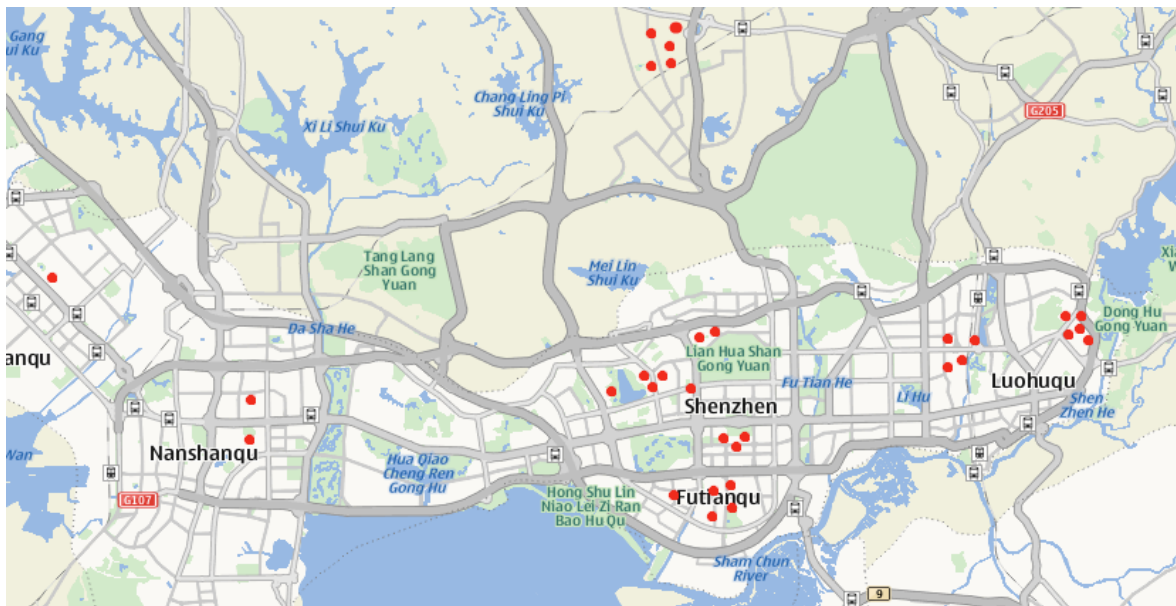 Gang
ui Ku
Xi Li Shui Ku
Chang Ling Pi
Shui Ku
G205
Tang Lang
Shan Gong
Yuan
Mei Lin
Shui Ku
Xia
W
Dong Hu
Gong Yuan
Da Sha He
anqu
Lian Hua Shan
Gong Yuan
Fu Tian He
Luohuqu
Li Hu
Shen
Zhen He
Shenzhen
Nanshanqu
Wan
Hua Qiao
Cheng Ren
Gong Hu
G107
Hong Shu Lin
Niao Lei Zi Ran
Bao Hu Qu
Futianqu
Sham Chun
River
9